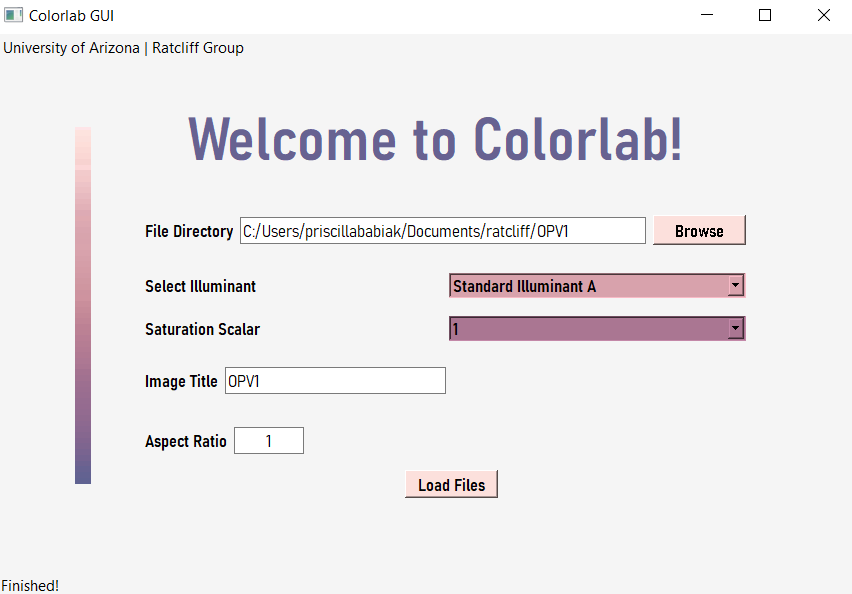 Colorlab GUI
University of Arizona | Ratcliff Group
Welcome to Colorlab!
File Directory C:/Users/priscillababiak/Documents/ratcliff/OPV1 Browse
Select Illuminant Standard Illuminant A
Saturation Scalar 1
Image Title OPV1
Aspect Ratio 1
Load Files
Finished!